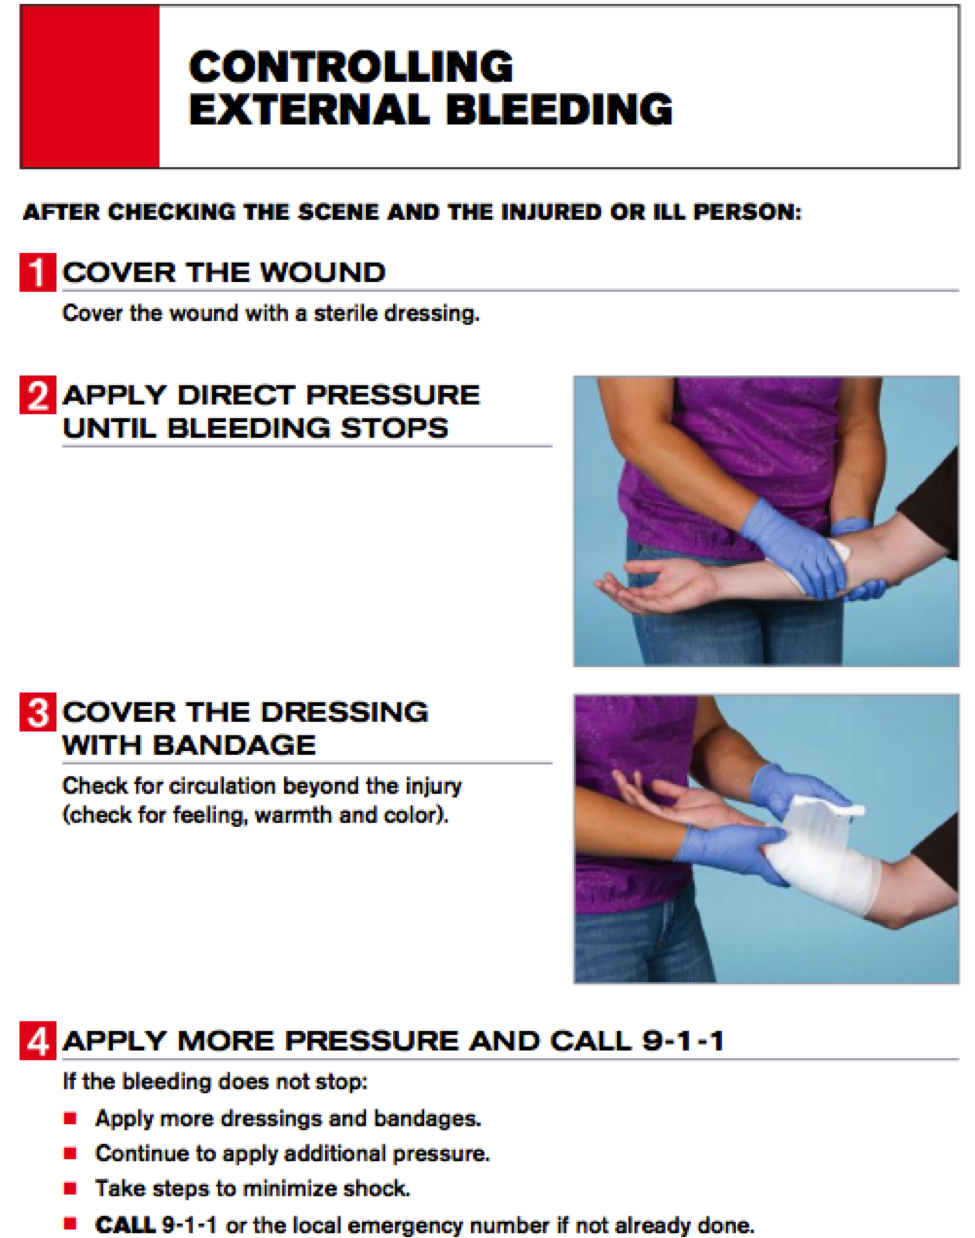 CONTROLLING
EXTERNAL BLEEDING
AFTER CHECKING THE SCENE AND THE INJURED OR ILL PERSON:
1 COVER THE WOUND
Cover the wound with a sterile dressing.
2 APPLY DIRECT PRESSURE
UNTIL BLEEDING STOPS
3 COVER THE DRESSING
WITH BANDAGE
Check for circulation beyond the injury
(check for feeling, warmth and color).
4 APPLY MORE PRESSURE AND CALL 9-1-1
If the bleeding does not stop:
■ Apply more dressings and bandages.
■ Continue to apply additional pressure.
■ Take steps to minimize shock.
■ CALL 9-1-1 or the local emergency number if not already done.